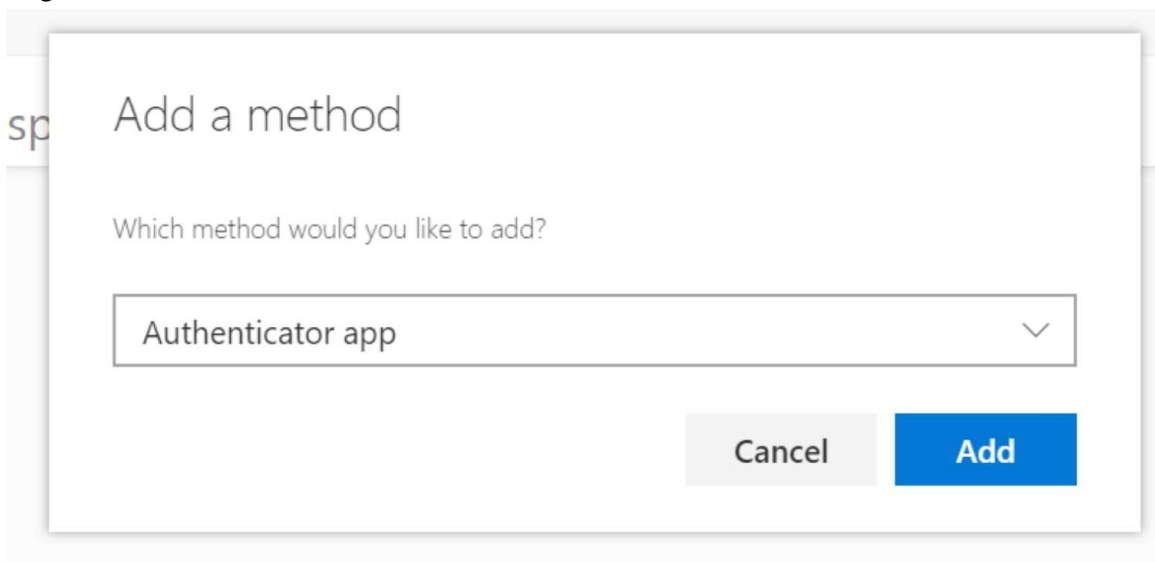 Add a method
sp
Which method would you like to add?
Authenticator app
Cancel
Add